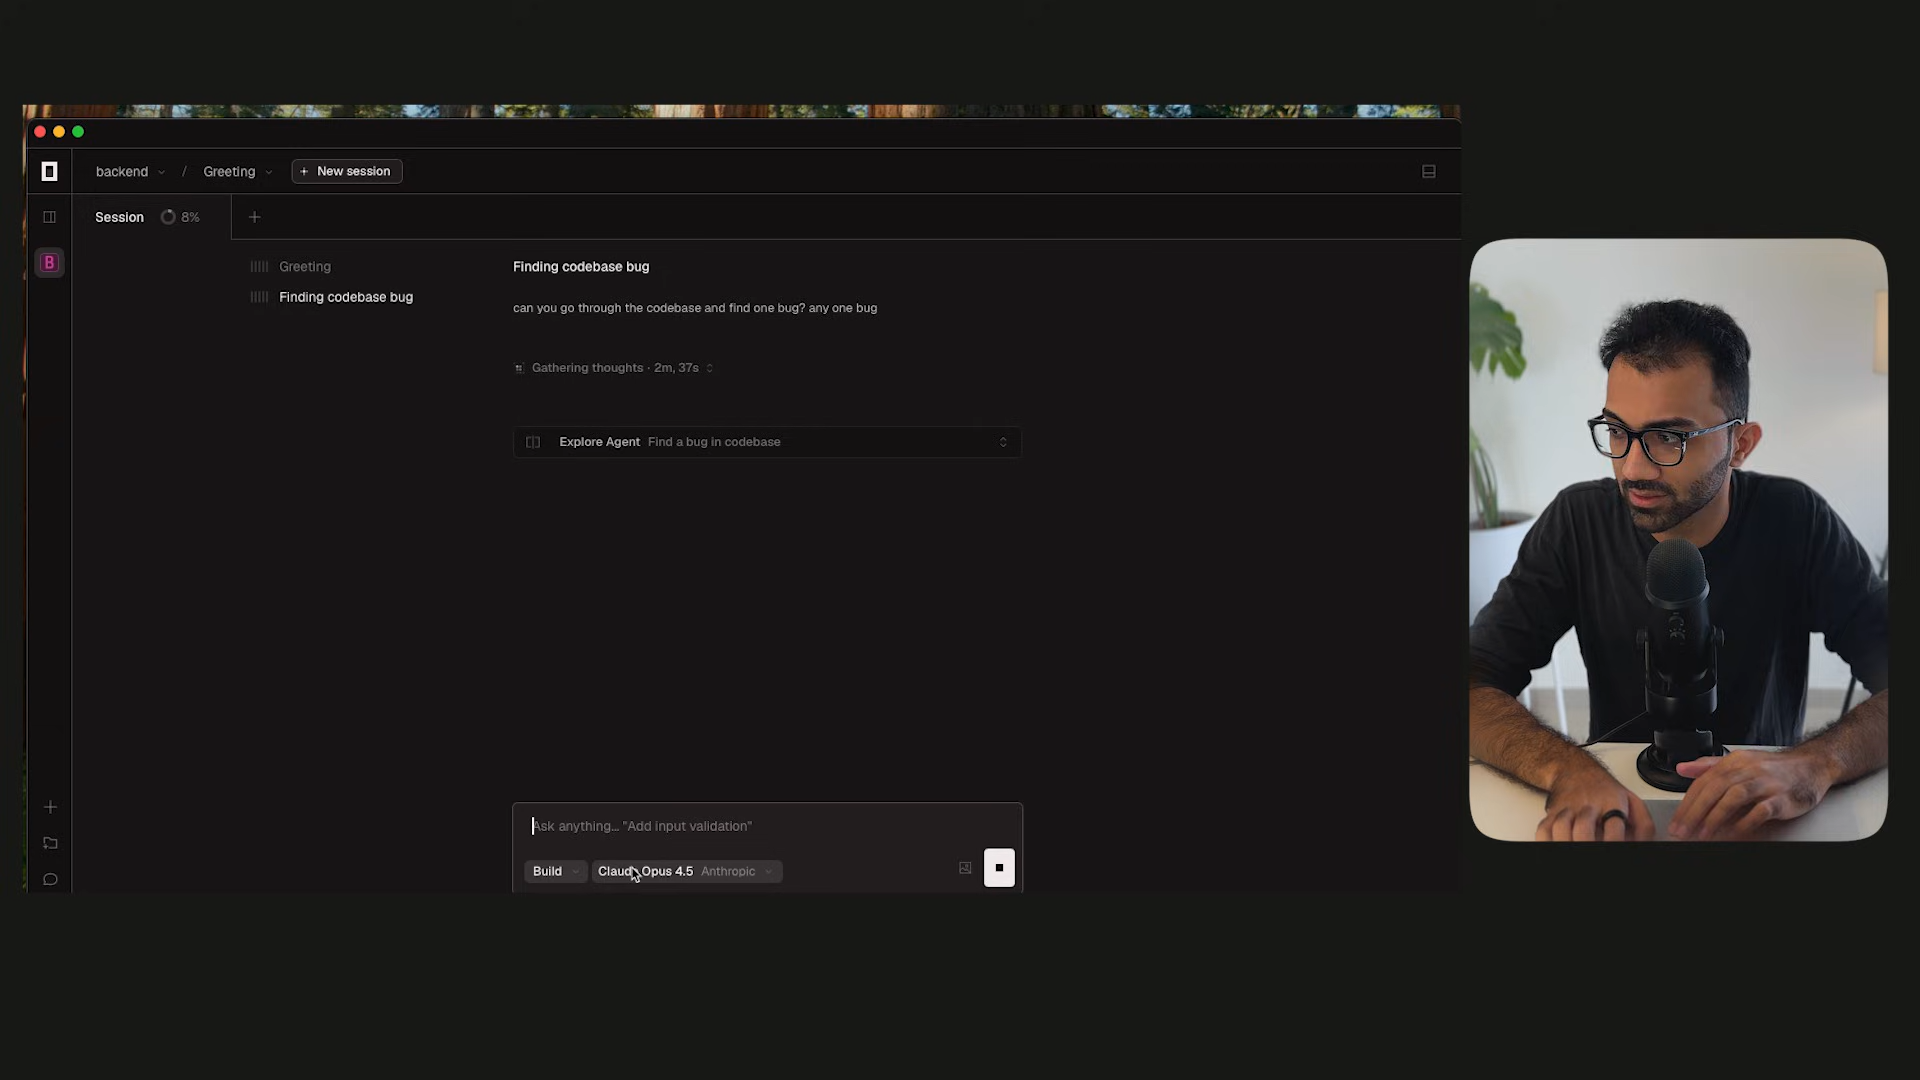 backend / Greeting + New session
Session 8% +
B
Greeting
Finding codebase bug
Finding codebase bug
can you go through the codebase and find one bug? any one bug
Gathering thoughts · 2m, 37s
Explore Agent Find a bug in codebase
Ask anything... "Add input validation"
Build Claude Opus 4.5 Anthropic